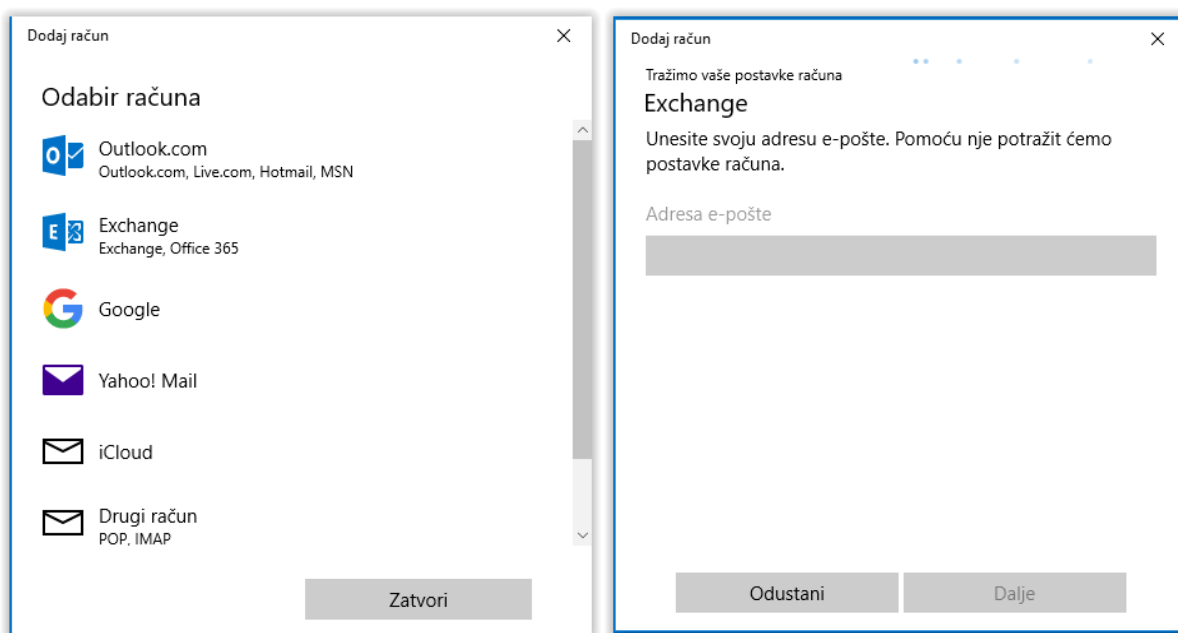 Dodaj račun
Odabir računa
Outlook.com
Outlook.com, Live.com, Hotmail, MSN
Exchange
Exchange, Office 365
Google
Yahoo! Mail
iCloud
Drugi račun
POP, IMAP
Zatvori
Dodaj račun
Tražimo vaše postavke računa
Exchange
Unesite svoju adresu e-pošte. Pomoću nje potražit ćemo
postavke računa.
Adresa e-pošte
Odustani
Dalje